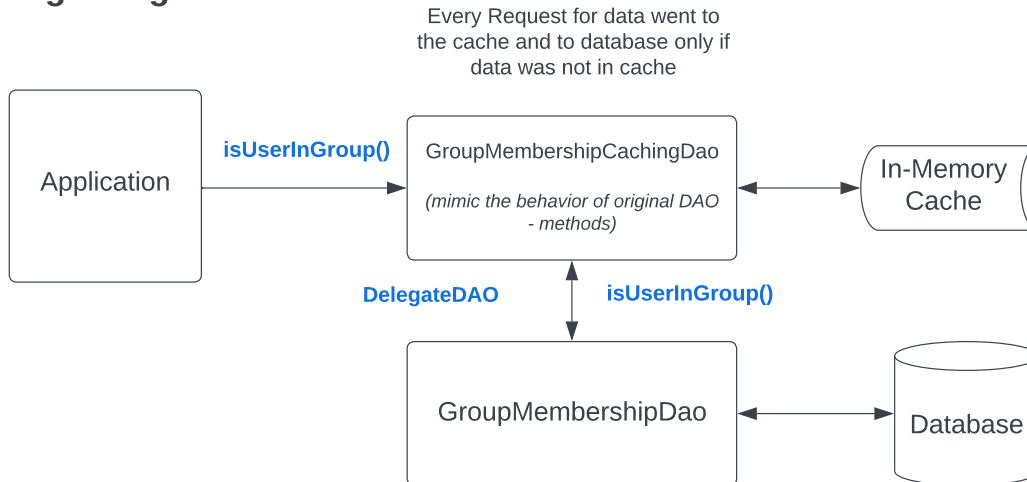 Every Request for data went to
the cache and to database only if
data was not in cache
Application
isUserInGroup()
GroupMembershipCachingDao
(mimic the behavior of original DAO
- methods)
In-Memory
Cache
DelegateDAO
isUserInGroup()
GroupMembershipDao
Database